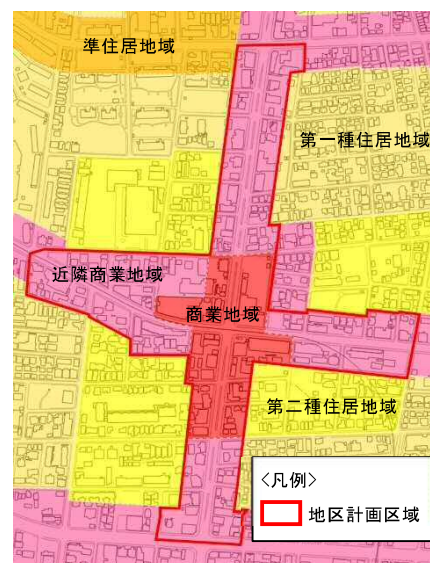 準住居地域
第一種住居地域
近隣商業地域
商業地域
第二種住居地域
<凡例>
地区計画区域